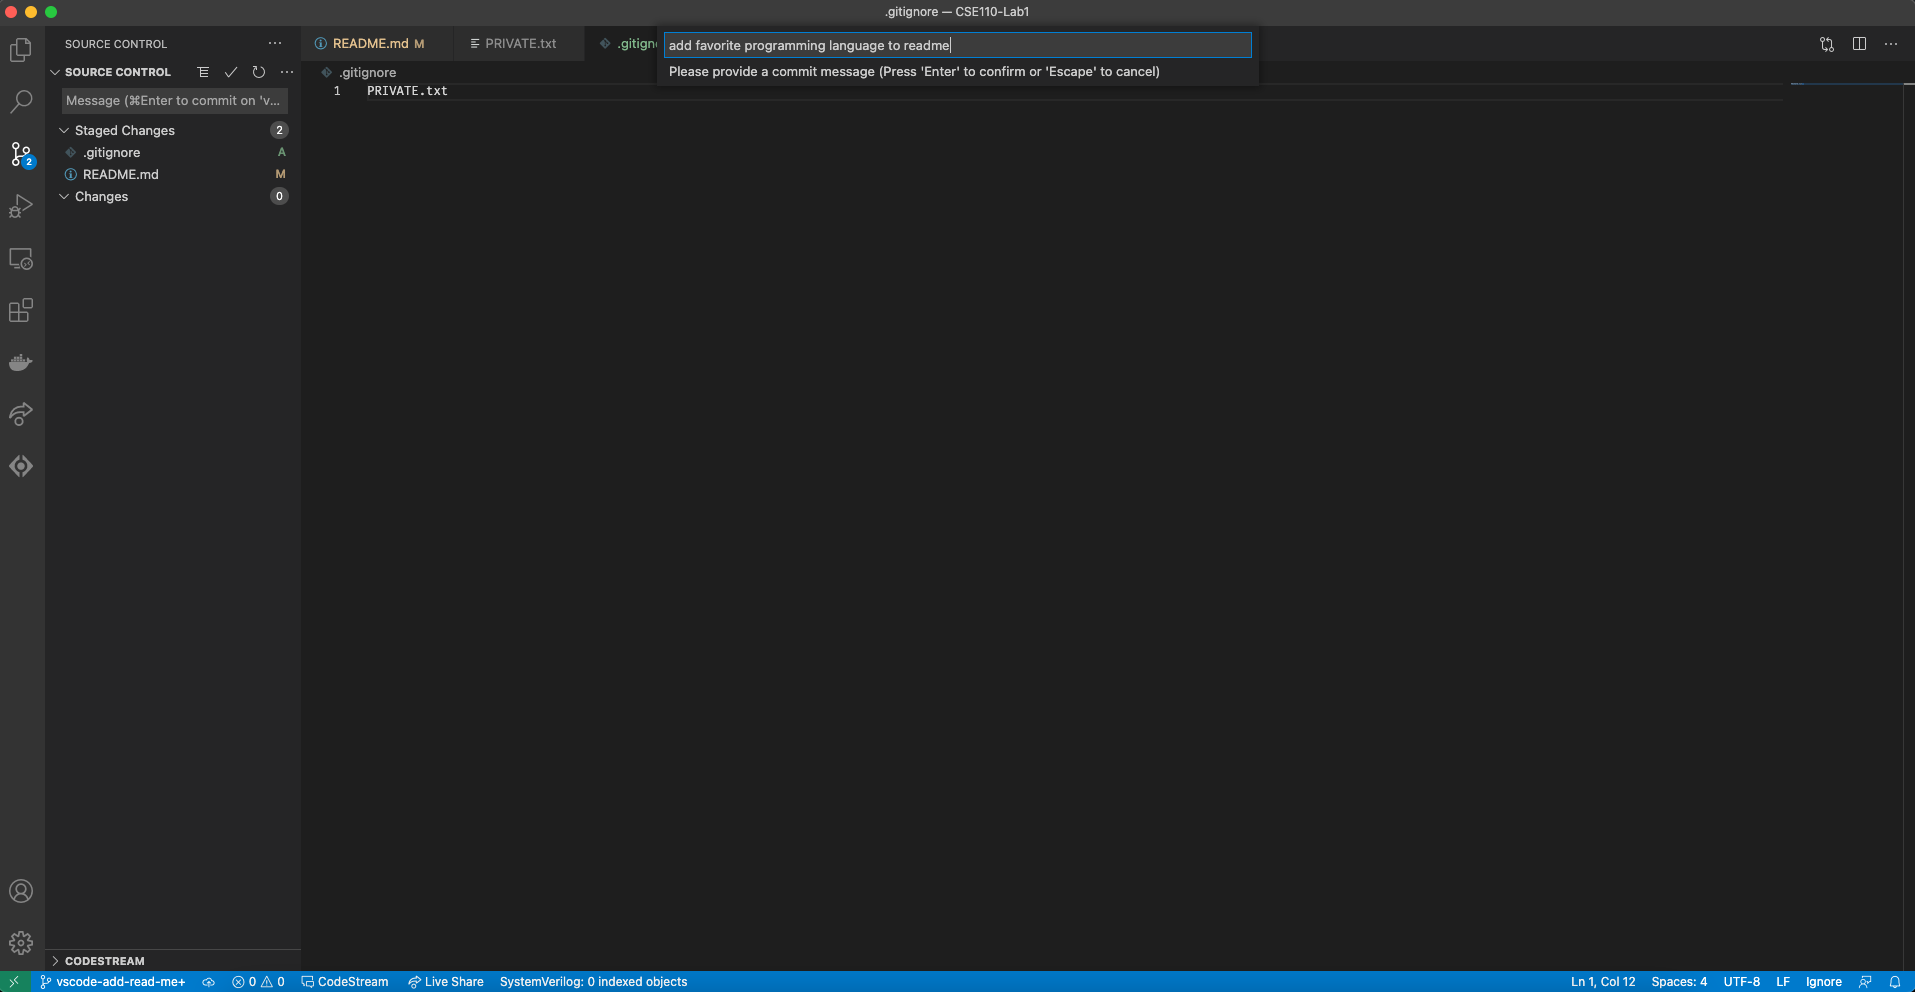 .gitignore — CSE110-Lab1
SOURCE CONTROL
SOURCE CONTROL
Message (⌘Enter to commit on 'v...
Staged Changes 2
.gitignore A
README.md M
Changes 0
README.md M
PRIVATE.txt
.gitign
add favorite programming language to readme
Please provide a commit message (Press 'Enter' to confirm or 'Escape' to cancel)
.gitignore
1 PRIVATE.txt
2
CODESTREAM
vscode-add-read-me+ 0 0 CodeStream Live Share SystemVerilog: 0 indexed objects Ln 1, Col 12 Spaces: 4 UTF-8 LF Ignore